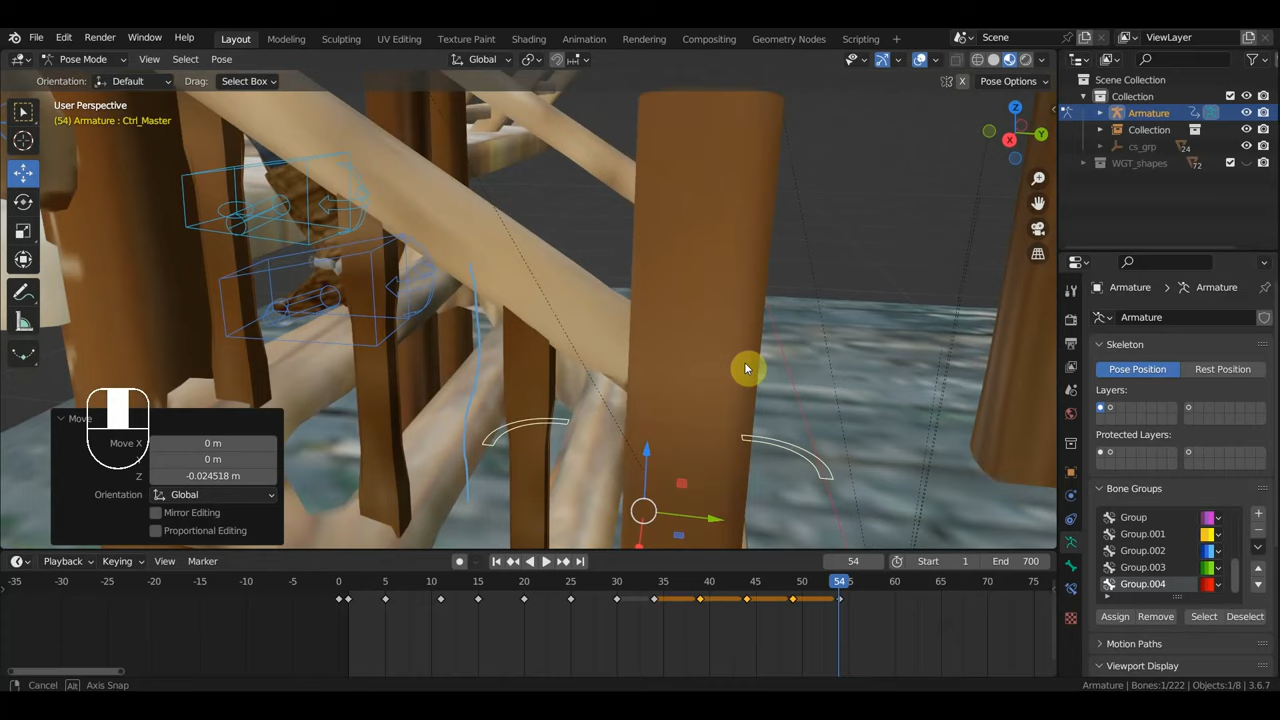 File Edit Render Window Help Layout Modeling Sculpting UV Editing Texture Paint Shading Animation Rendering Compositing Geometry Nodes Scripting + Scene ViewLayer
Pose Mode View Select Pose Global
Orientation: Default Drag: Select Box X Pose Options
Scene Collection
Collection
Armature
Collection
cs_grp 24
WGT_shapes 72
User Perspective
(54) Armature : Ctrl_Master
Z
Y
X
Armature > Armature
Armature
Skeleton
Pose Position Rest Position
Layers:
Protected Layers:
Bone Groups
Group
Group.001
Group.002
Group.003
Group.004
Assign Remove Select Deselect
Motion Paths
Viewport Display
Move
Move X 0 m
0 m
Z -0.024518 m
Orientation Global
Mirror Editing
Proportional Editing
Playback Keying View Marker 54 Start 1 End 700
-35 -30 -25 -20 -15 -10 -5 0 5 10 15 20 25 30 35 40 45 50 54 60 65 70 75
Cancel Alt Axis Snap Armature | Bones:1/222 | Objects:1/8 | 3.6.7